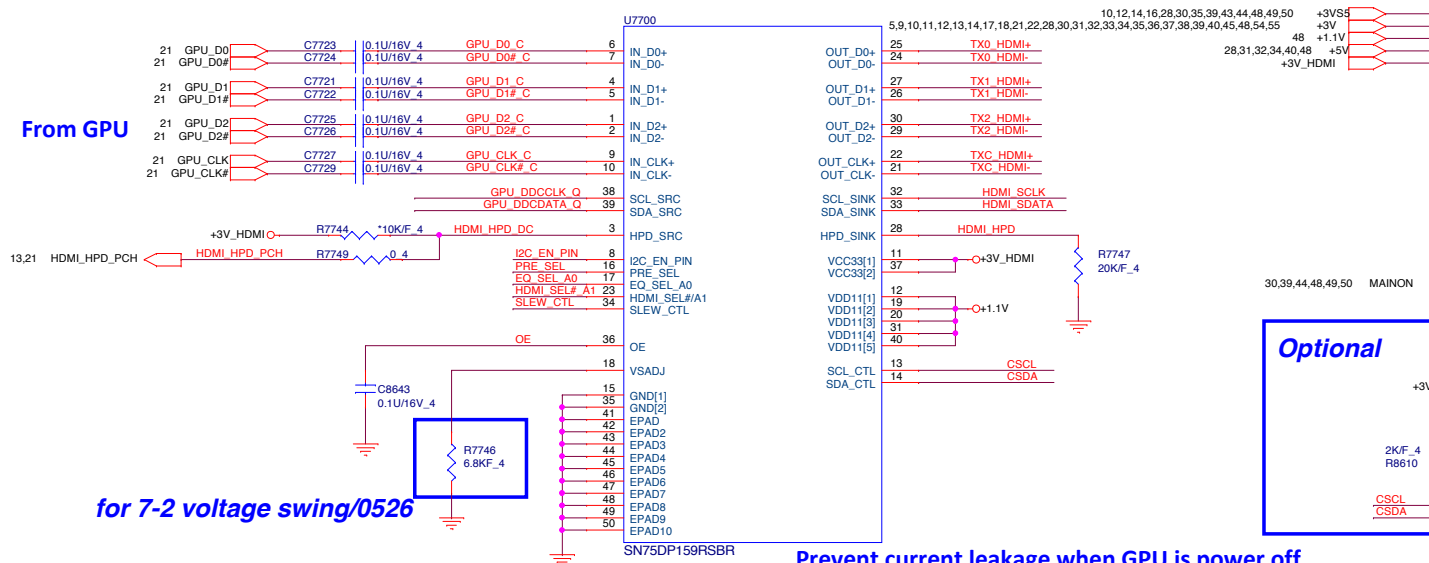 U7700
10,12,14,16,28,30,35,39,43,44,48,49,50 +3VS5
5,9,10,11,12,13,14,17,18,21,22,28,30,31,32,33,34,35,36,37,38,39,40,45,48,54,55 +3V
48 +1.1V
28,31,32,34,40,48 +5V
+3V_HDMI
21 GPU_D0 C7723 0.1U/16V_4 GPU_D0_C 6 IN_D0+ OUT_D0+ 25 TX0_HDMI+
21 GPU_D0# C7724 0.1U/16V_4 GPU_D0#_C 7 IN_D0- OUT_D0- 24 TX0_HDMI-
21 GPU_D1 C7721 0.1U/16V_4 GPU_D1_C 4 IN_D1+ OUT_D1+ 27 TX1_HDMI+
21 GPU_D1# C7722 0.1U/16V_4 GPU_D1#_C 5 IN_D1- OUT_D1- 26 TX1_HDMI-
From GPU
21 GPU_D2 C7725 0.1U/16V_4 GPU_D2_C 1 IN_D2+ OUT_D2+ 30 TX2_HDMI+
21 GPU_D2# C7726 0.1U/16V_4 GPU_D2#_C 2 IN_D2- OUT_D2- 29 TX2_HDMI-
21 GPU_CLK C7727 0.1U/16V_4 GPU_CLK_C 9 IN_CLK+ OUT_CLK+ 22 TXC_HDMI+
21 GPU_CLK# C7729 0.1U/16V_4 GPU_CLK#_C 10 IN_CLK- OUT_CLK- 21 TXC_HDMI-
GPU_DDCCLK_Q 38 SCL_SRC SCL_SINK 32 HDMI_SCLK
GPU_DDCDATA_Q 39 SDA_SRC SDA_SINK 33 HDMI_SDATA
+3V_HDMI R7744 *10K/F_4 HDMI_HPD_DC 3 HPD_SRC HPD_SINK 28 HDMI_HPD
13,21 HDMI_HPD_PCH HDMI_HPD_PCH R7749 0_4
R7747
20K/F_4
I2C_EN_PIN 8 I2C_EN_PIN VCC33[1] 11 +3V_HDMI
PRE_SEL 16 PRE_SEL VCC33[2] 37
EQ_SEL_A0 17 EQ_SEL_A0
HDMI_SEL#_A1 23 HDMI_SEL#/A1 VDD11[1] 12
SLEW_CTL 34 SLEW_CTL VDD11[2] 19 +1.1V
VDD11[3] 20
VDD11[4] 31
VDD11[5] 40
30,39,44,48,49,50 MAINON
OE 36 OE
18 VSADJ SCL_CTL 13 CSCL
SDA_CTL 14 CSDA
C8643
0.1U/16V_4
15 GND[1]
35 GND[2]
41 EPAD
42 EPAD2
43 EPAD3
44 EPAD4
45 EPAD5
46 EPAD6
47 EPAD7
48 EPAD8
49 EPAD9
50 EPAD10
R7746
6.8KF_4
for 7-2 voltage swing/0526
SN75DP159RSBR
Optional
+3V
2K/F_4
R8610
CSCL
CSDA
Prevent current leakage when GPU is power off